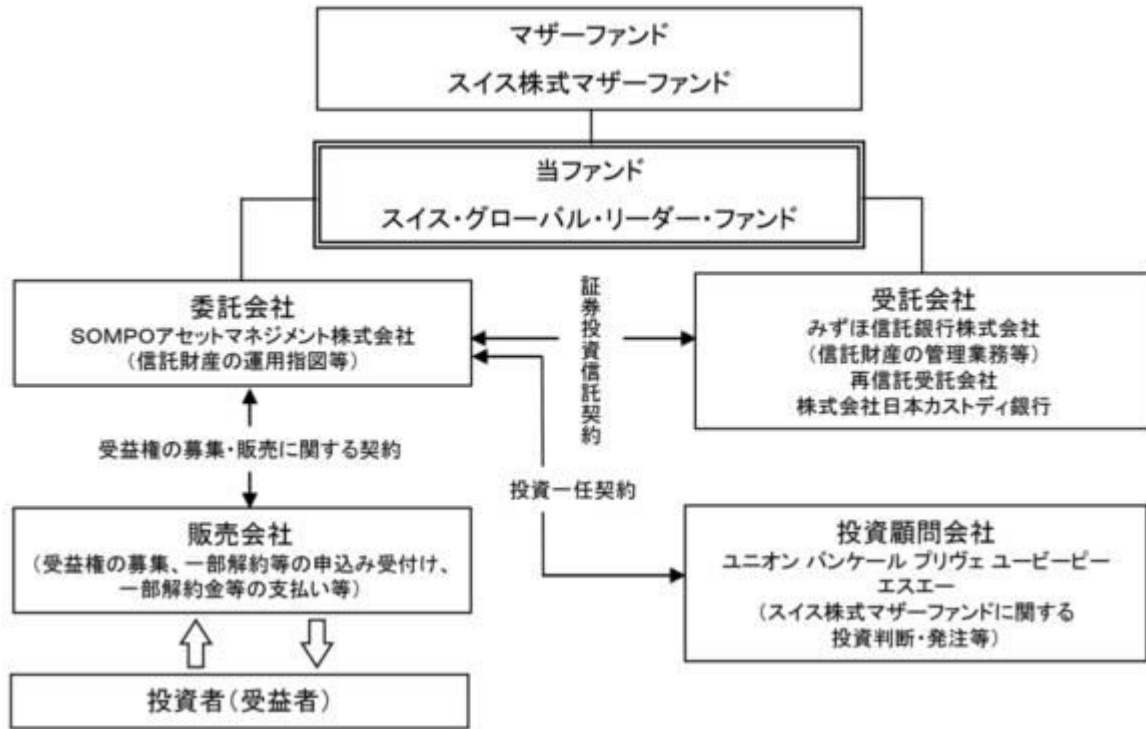 マザーファンド
スイス株式マザーファンド
当ファンド
スイス・グローバル・リーダー・ファンド
委託会社
SOMPOアセットマネジメント株式会社
(信託財産の運用指図等)
証券投資信託契約
受託会社
みずほ信託銀行株式会社
(信託財産の管理業務等)
再信託受託会社
株式会社日本カストディ銀行
受益権の募集・販売に関する契約
投資一任契約
販売会社
(受益権の募集、一部解約等の申込み受付け、
一部解約金等の支払い等)
投資顧問会社
ユニオン バンケール プリヴェ ユービーピー
エスエー
(スイス株式マザーファンドに関する
投資判断・発注等)
投資者(受益者)